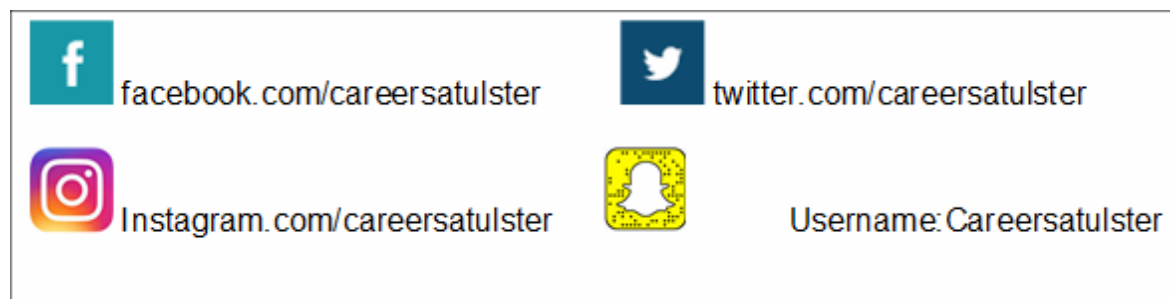 facebook.com/careersatulster
twitter.com/careersatulster
Instagram.com/careersatulster
Username:Careersatulster